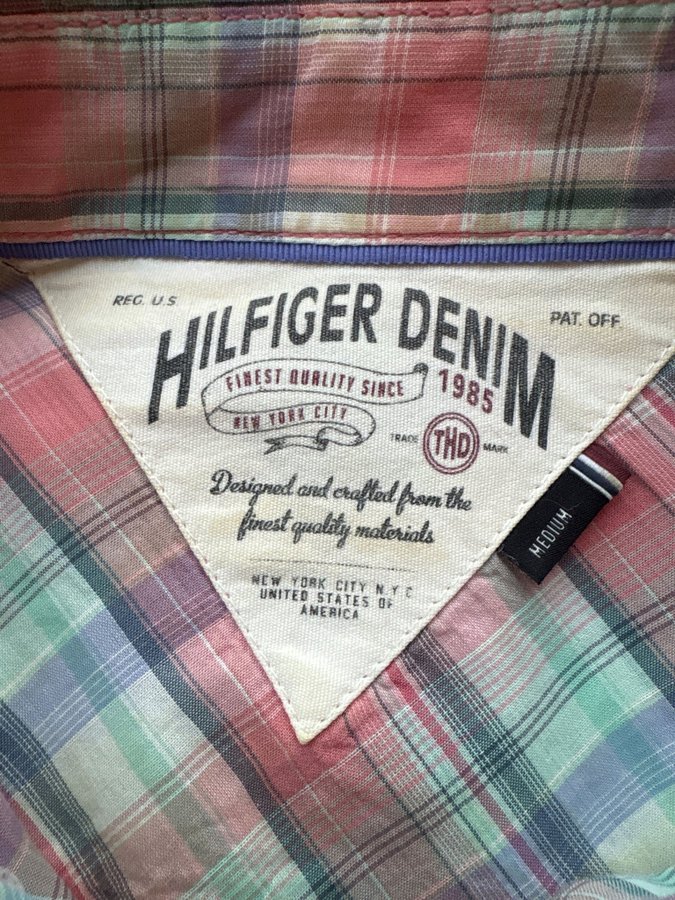 REG. U.S
PAT. OFF
HILFIGER DENIM
FINEST QUALITY SINCE
1985
NEW YORK CITY
TRADE THD MARK
Designed and crafted from the
finest quality materials
MEDIUM
NEW YORK CITY N Y C
UNITED STATES OF
AMERICA